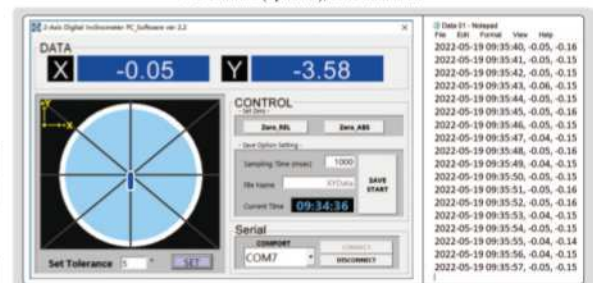 2-Axis Digital Inclinometer PC_Software ver 2.2
DATA
X -0.05 Y -3.58
Y
X
CONTROL
Set Zero
Zero_REL Zero_ABS
Save Option Setting
Sampling Time (msec) 1000
File Name XYData
SAVE START
Current Time 09:34:36
Serial
COMPORT
COM7
CONNECT
DISCONNECT
Set Tolerance 5 ° SET
Data 01 - Notepad
File Edit Format View Help
2022-05-19 09:35:40, -0.05, -0.16
2022-05-19 09:35:41, -0.05, -0.15
2022-05-19 09:35:42, -0.05, -0.15
2022-05-19 09:35:43, -0.06, -0.15
2022-05-19 09:35:44, -0.05, -0.15
2022-05-19 09:35:45, -0.05, -0.16
2022-05-19 09:35:46, -0.05, -0.15
2022-05-19 09:35:47, -0.04, -0.15
2022-05-19 09:35:48, -0.05, -0.16
2022-05-19 09:35:49, -0.04, -0.15
2022-05-19 09:35:50, -0.05, -0.15
2022-05-19 09:35:51, -0.05, -0.16
2022-05-19 09:35:52, -0.05, -0.16
2022-05-19 09:35:53, -0.04, -0.15
2022-05-19 09:35:54, -0.05, -0.15
2022-05-19 09:35:55, -0.04, -0.14
2022-05-19 09:35:56, -0.04, -0.15
2022-05-19 09:35:57, -0.05, -0.15